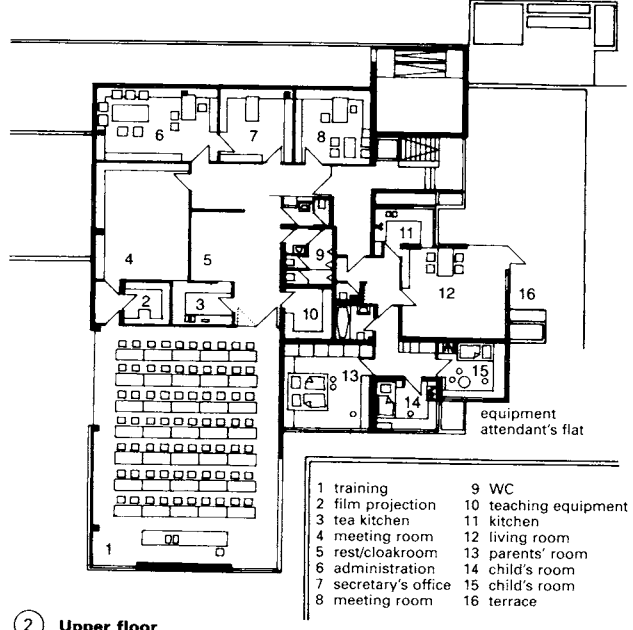 6
7
8
4
5
9
11
12
16
2
3
10
13
14
15
equipment
attendant's flat
1
1 training
2 film projection
3 tea kitchen
4 meeting room
5 rest/cloakroom
6 administration
7 secretary's office
8 meeting room
9 WC
10 teaching equipment
11 kitchen
12 living room
13 parents' room
14 child's room
15 child's room
16 terrace
2 Upper floor